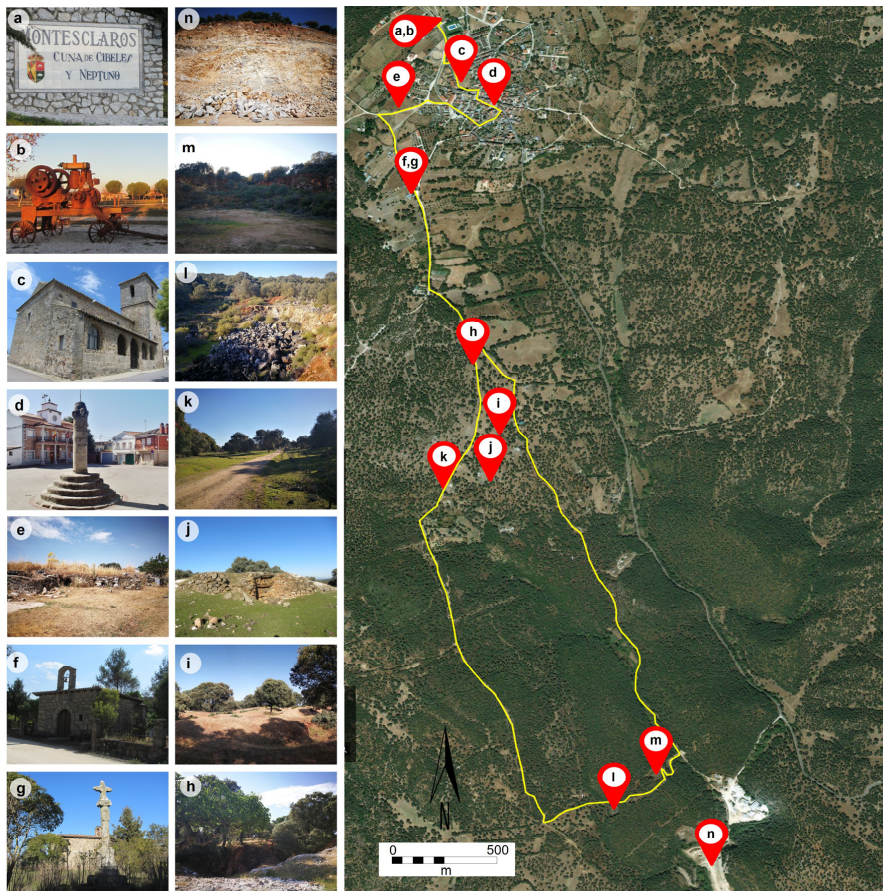 a
MONTESCLAROS
CUNA DE CIBELES
Y NEPTUNO
n
b
m
c
l
d
k
e
j
f
i
g
h
a,b
c
d
e
f,g
h
i
j
k
m
l
n
N
0
500
m